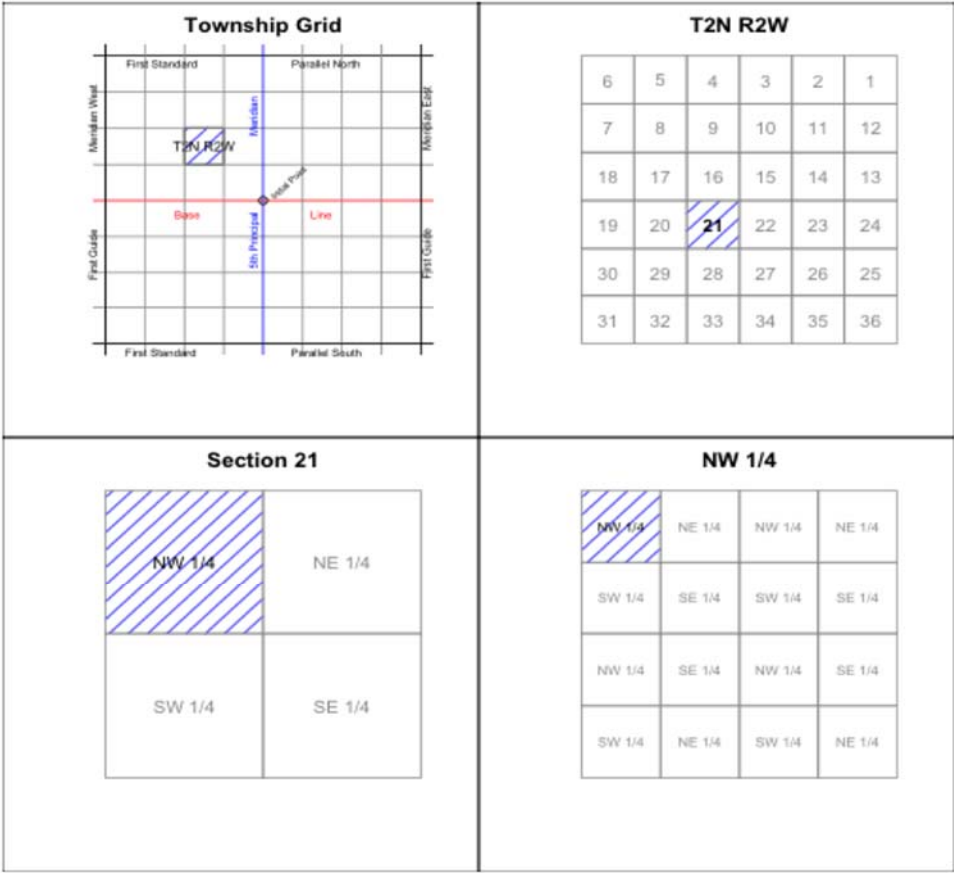 Township Grid
First Standard Parallel North
Meridian West
Meridian
Meridian East
T2N R2W
Initial Point
Base Line
First Guide
5th Principal
First Guide
First Standard Parallel South
T2N R2W
6 5 4 3 2 1
7 8 9 10 11 12
18 17 16 15 14 13
19 20 21 22 23 24
30 29 28 27 26 25
31 32 33 34 35 36
Section 21
NW 1/4 NE 1/4
SW 1/4 SE 1/4
NW 1/4
NW 1/4 NE 1/4 NW 1/4 NE 1/4
SW 1/4 SE 1/4 SW 1/4 SE 1/4
NW 1/4 SE 1/4 NW 1/4 SE 1/4
SW 1/4 NE 1/4 SW 1/4 NE 1/4